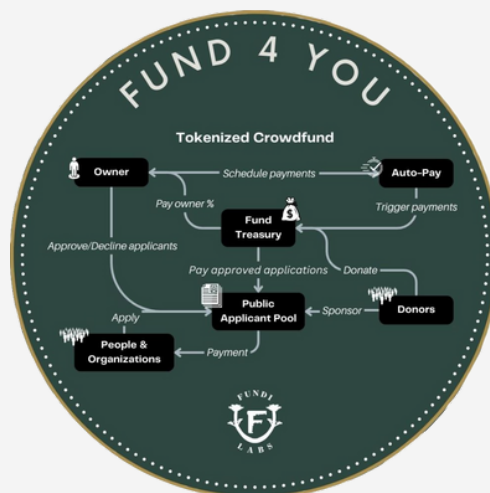 FUND 4 YOU
Tokenized Crowdfund
Owner
Schedule payments
Auto-Pay
Pay owner %
Trigger payments
Fund
Treasury
Approve/Decline applicants
Pay approved applications
Donate
Public
Applicant Pool
Sponsor
Donors
Apply
People &
Organizations
Payment
FUNDI
F
LABS